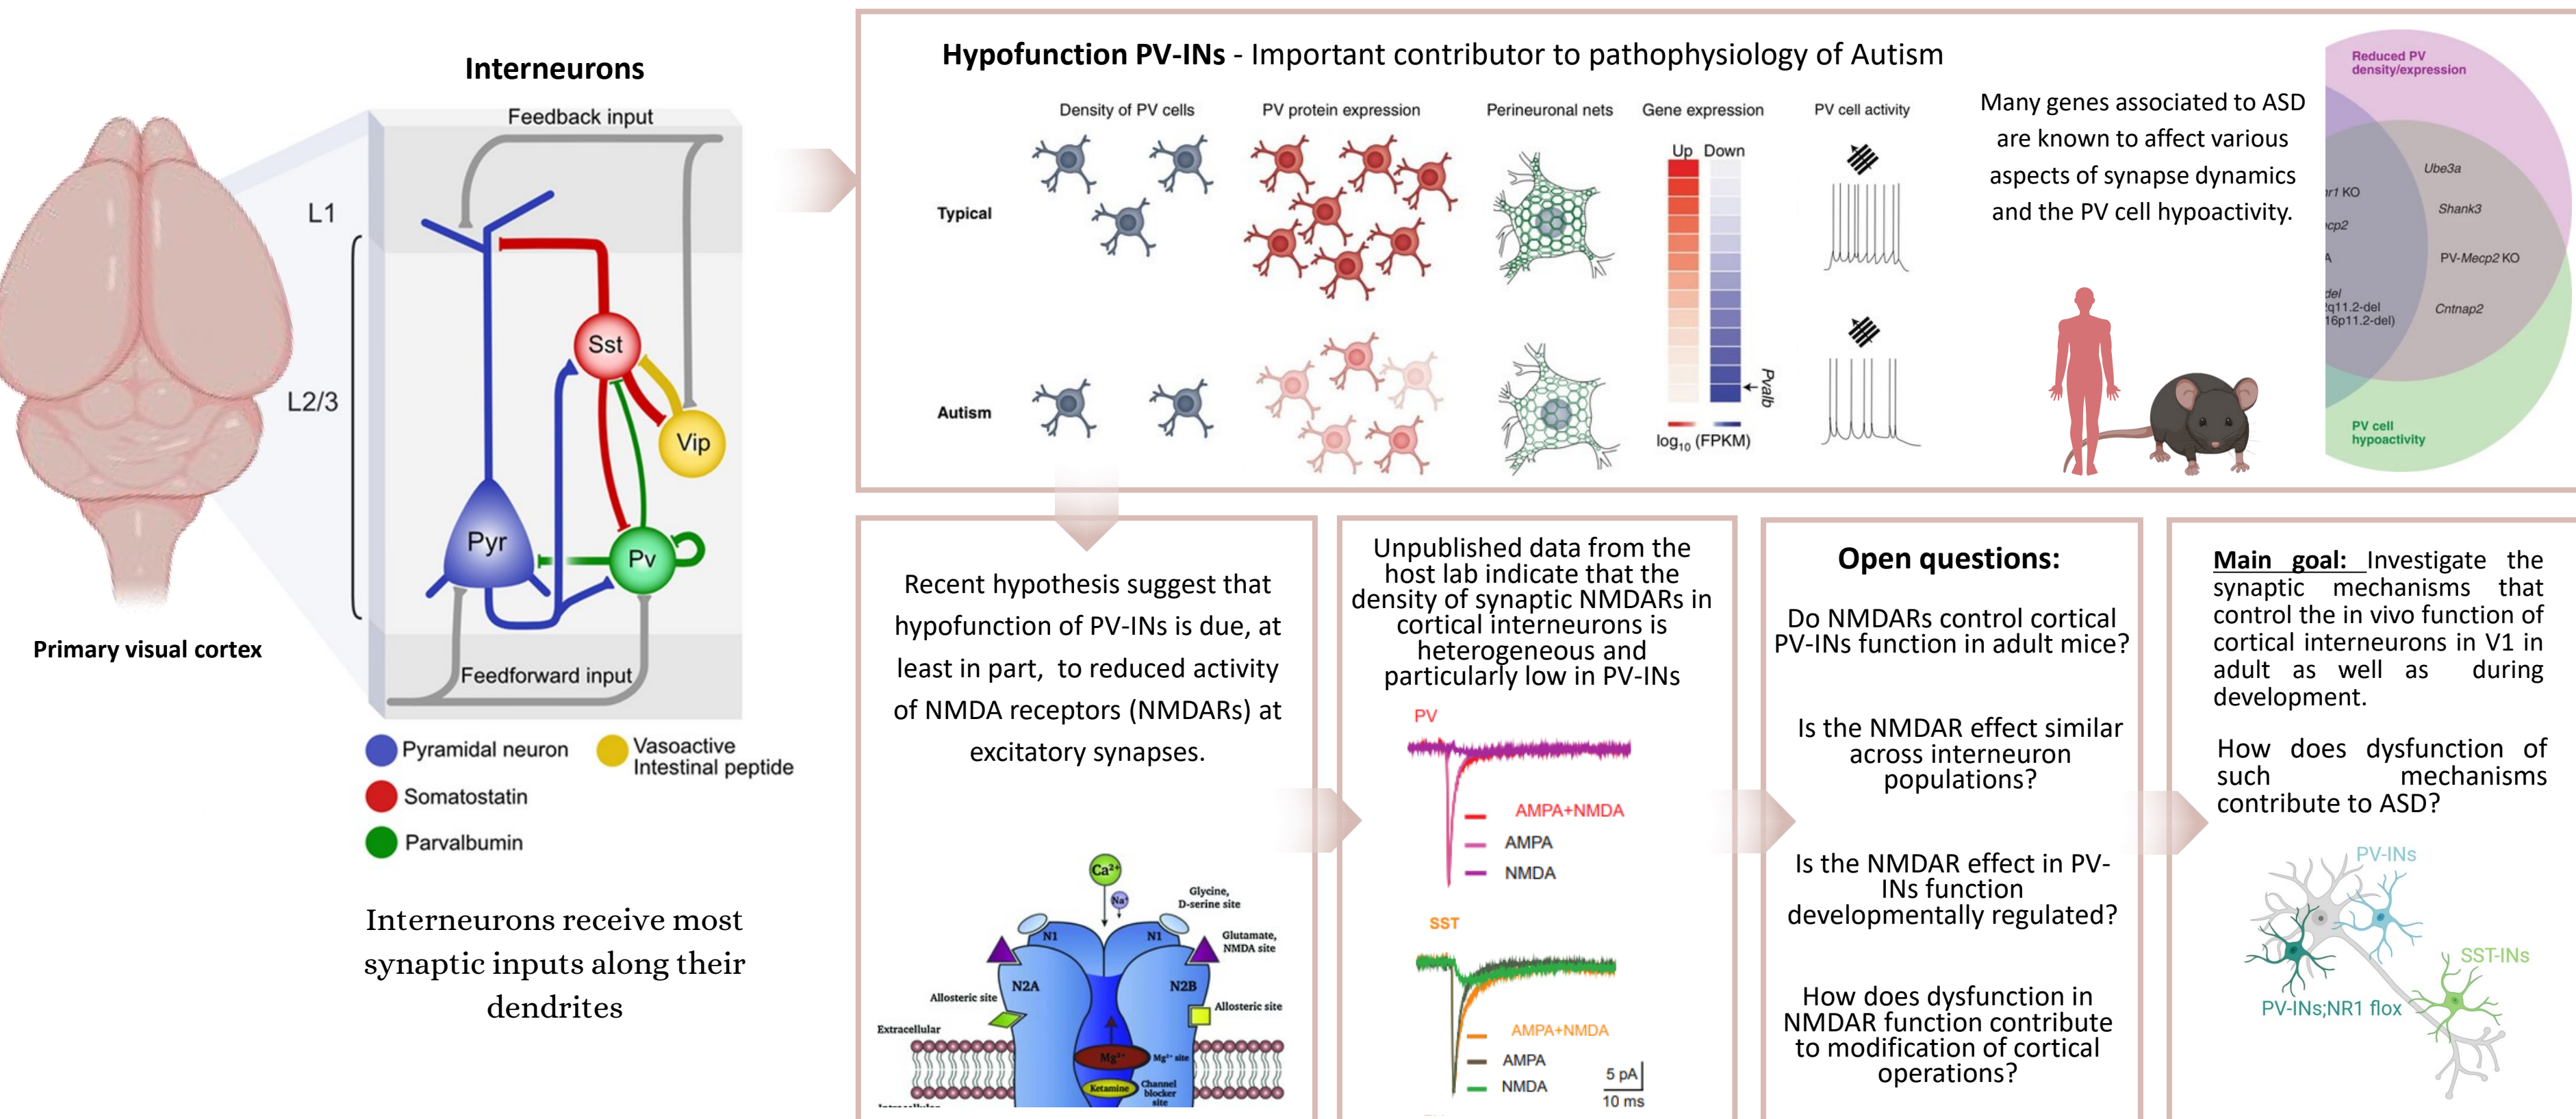 Interneurons
Feedback input
L1
L2/3
Sst
Vip
Pyr
Pv
Feedforward input
Primary visual cortex
Pyramidal neuron
Vasoactive
Intestinal peptide
Somatostatin
Parvalbumin
Interneurons receive most
synaptic inputs along their
dendrites
Hypofunction PV-INs - Important contributor to pathophysiology of Autism
Density of PV cells
PV protein expression
Perineuronal nets
Gene expression
PV cell activity
Up Down
Typical
Autism
Pvalb
log10 (FPKM)
Many genes associated to ASD
are known to affect various
aspects of synapse dynamics
and the PV cell hypoactivity.
Reduced PV
density/expression
Ube3a
r1 KO
Shank3
cp2
PV-Mecp2 KO
A
del
q11.2-del
16p11.2-del)
Cntnap2
PV cell
hypoactivity
Recent hypothesis suggest that
hypofunction of PV-INs is due, at
least in part, to reduced activity
of NMDA receptors (NMDARs) at
excitatory synapses.
Ca2+
Na+
Glycine,
D-serine site
N1
N1
Glutamate,
NMDA site
N2A
N2B
Allosteric site
Allosteric site
Extracellular
Mg2+
Mg2+ site
Ketamine
Channel
blocker
site
Unpublished data from the
host lab indicate that the
density of synaptic NMDARs in
cortical interneurons is
heterogeneous and
particularly low in PV-INs
PV
AMPA+NMDA
AMPA
NMDA
SST
AMPA+NMDA
AMPA
NMDA
5 pA
10 ms
Open questions:
Do NMDARs control cortical
PV-INs function in adult mice?
Is the NMDAR effect similar
across interneuron
populations?
Is the NMDAR effect in PV-
INs function
developmentally regulated?
How does dysfunction in
NMDAR function contribute
to modification of cortical
operations?
Main goal: Investigate the
synaptic mechanisms that
control the in vivo function of
cortical interneurons in V1 in
adult as well as during
development.
How does dysfunction of
such mechanisms
contribute to ASD?
PV-INs
SST-INs
PV-INs;NR1 flox